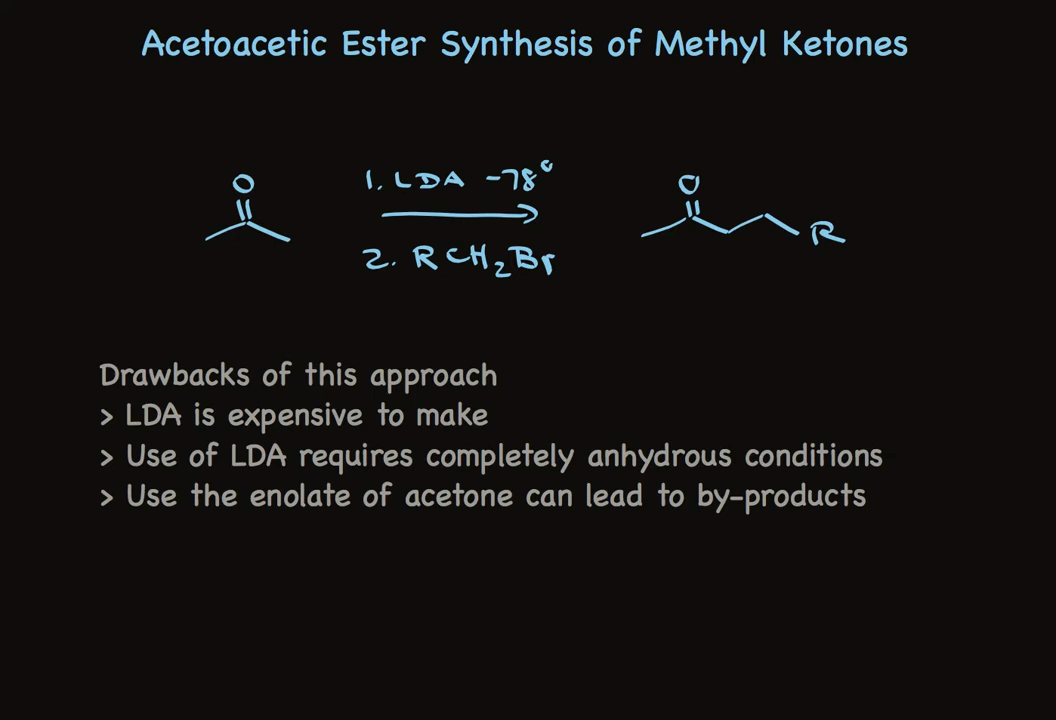 Acetoacetic Ester Synthesis of Methyl Ketones
O
1. LDA -78°
O
R
2. RCH₂Br
Drawbacks of this approach
> LDA is expensive to make
> Use of LDA requires completely anhydrous conditions
> Use the enolate of acetone can lead to by-products